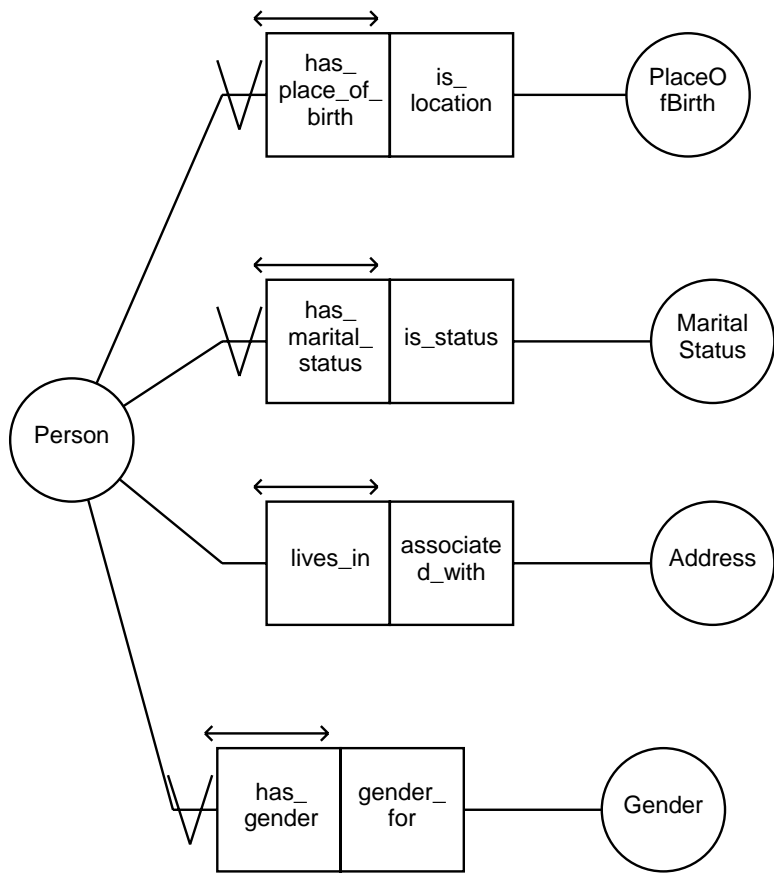 has_
place_of_
birth
is_
location
PlaceO
fBirth
has_
marital_
status
is_status
Marital
Status
Person
lives_in
associate
d_with
Address
has_
gender
gender_
for
Gender